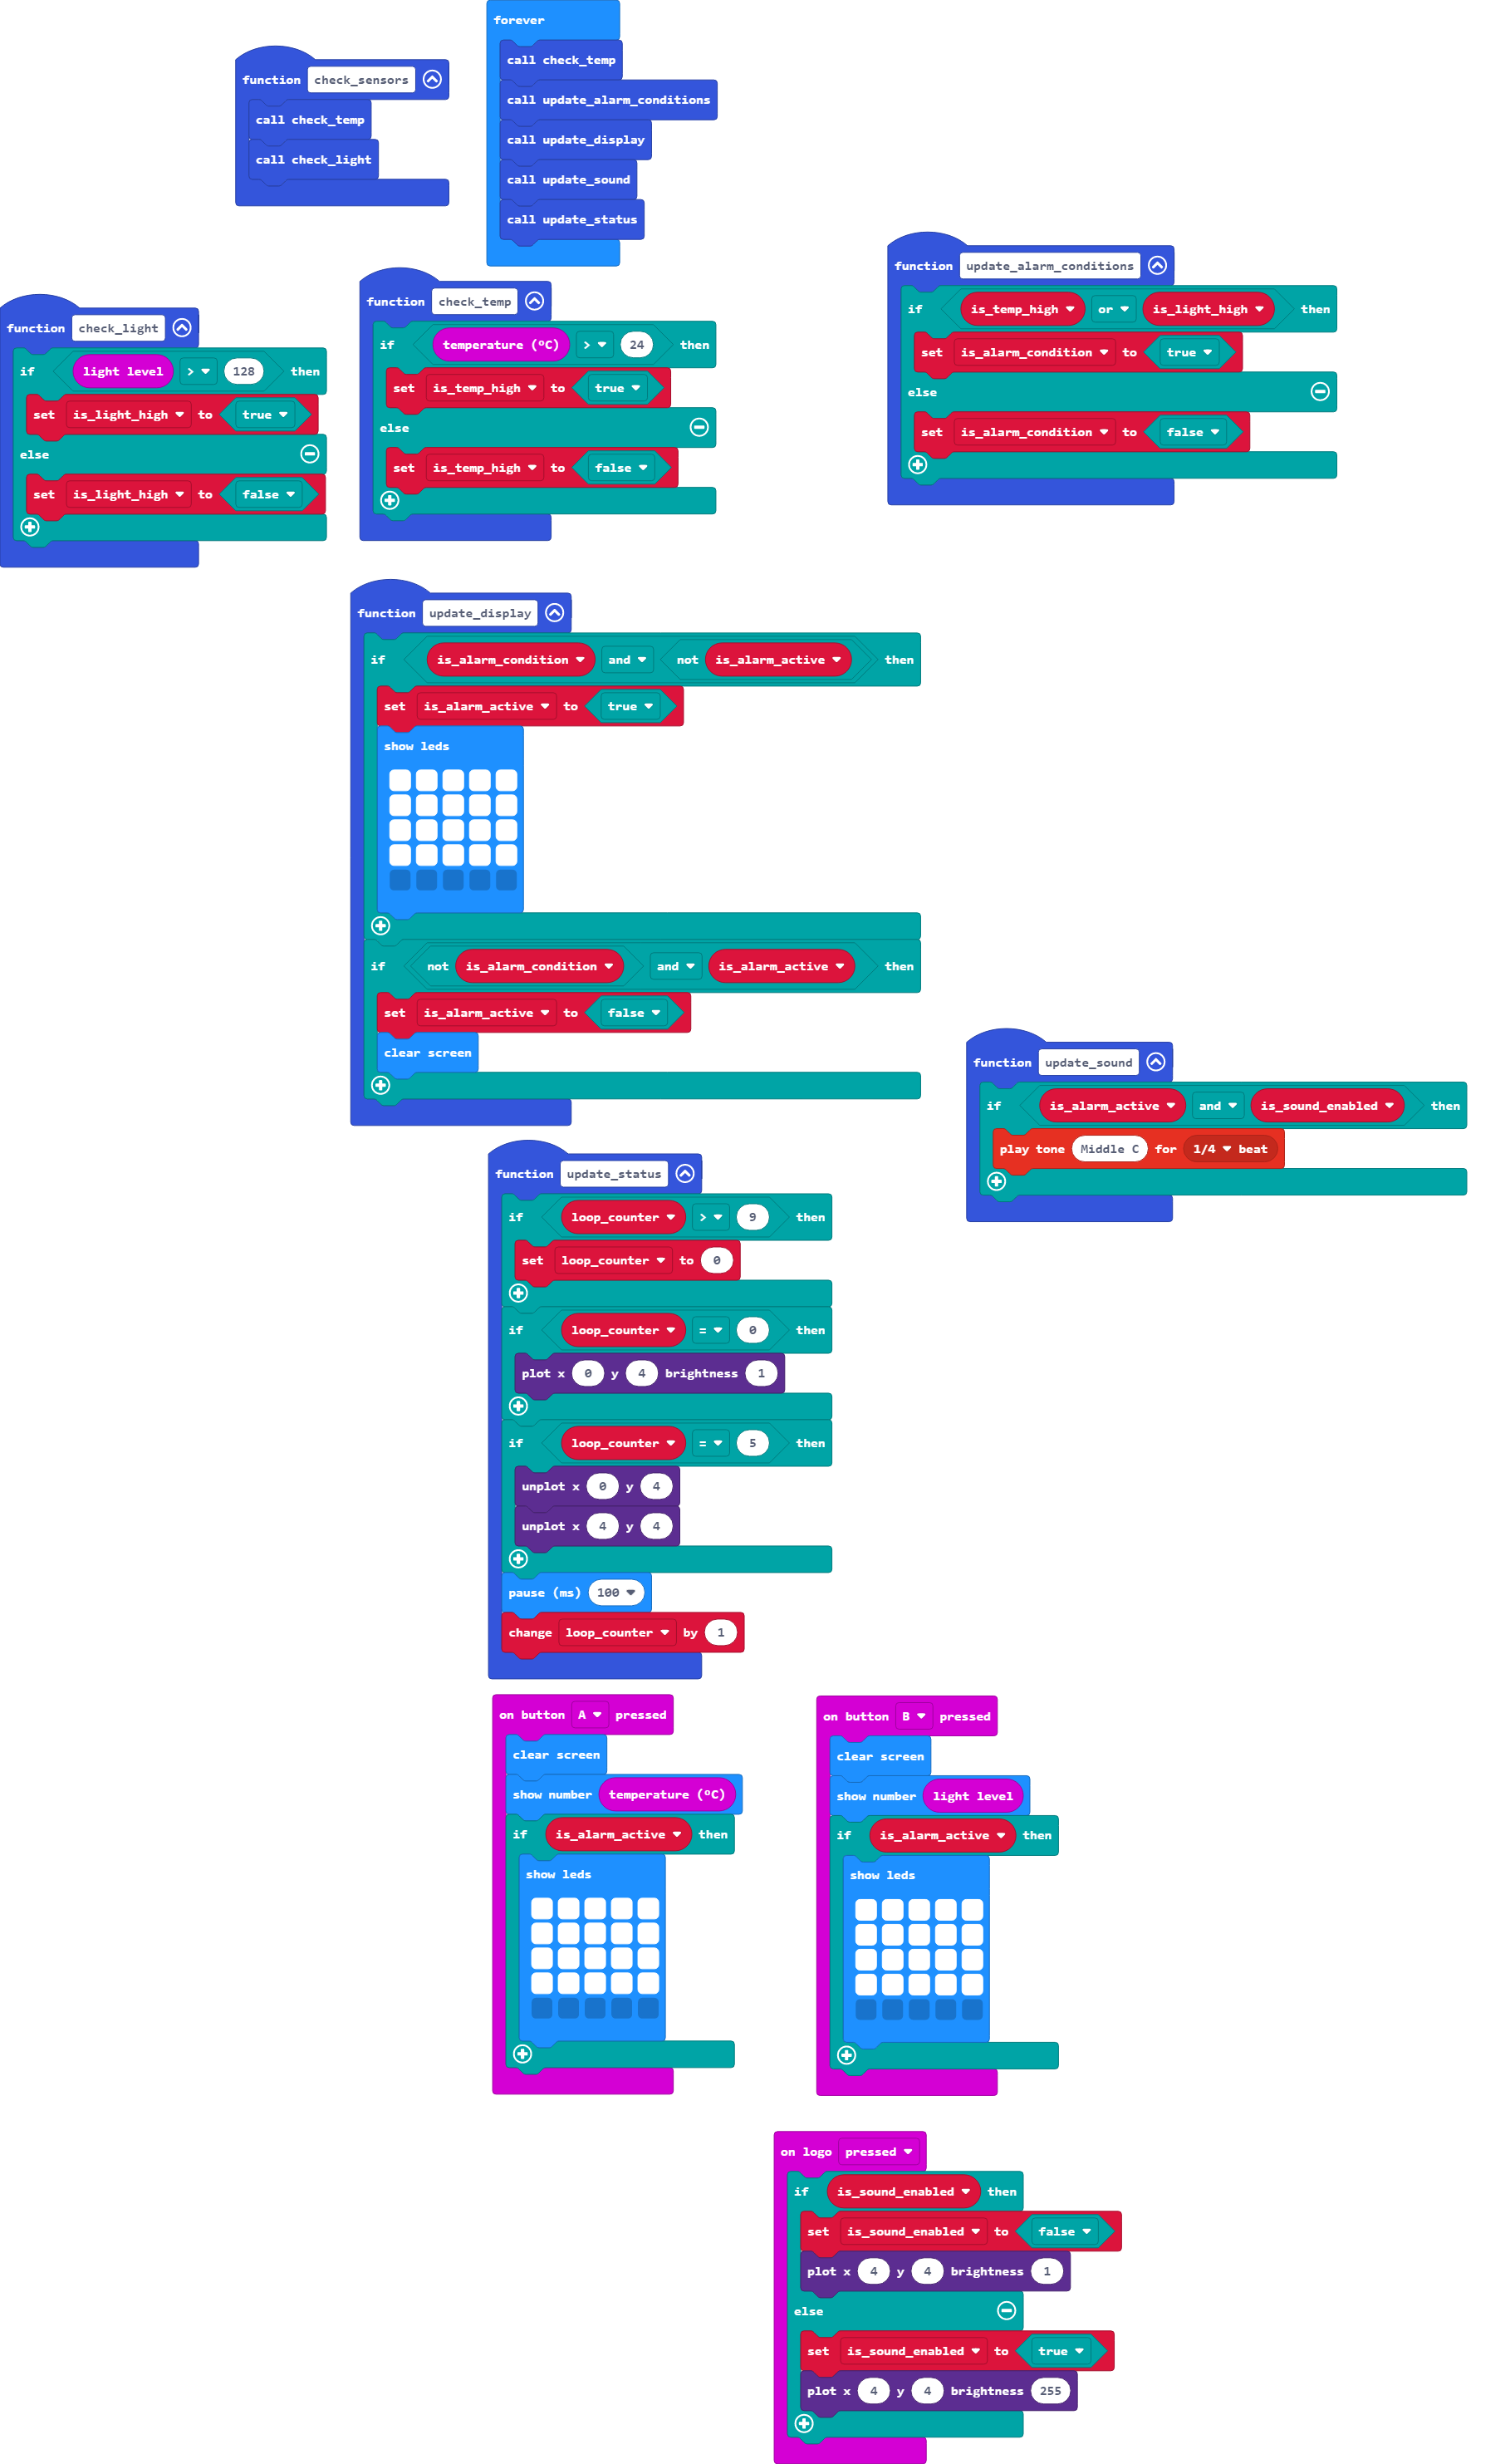 forever
call check_temp
call update_alarm_conditions
call update_display
call update_sound
call update_status
function check_sensors
call check_temp
call check_light
function update_alarm_conditions
if is_temp_high or is_light_high then
set is_alarm_condition to true
else
set is_alarm_condition to false
function check_temp
if temperature (°C) > 24 then
set is_temp_high to true
else
set is_temp_high to false
function check_light
if light level > 128 then
set is_light_high to true
else
set is_light_high to false
function update_display
if is_alarm_condition and not is_alarm_active then
set is_alarm_active to true
show leds
if not is_alarm_condition and is_alarm_active then
set is_alarm_active to false
clear screen
function update_sound
if is_alarm_active and is_sound_enabled then
play tone Middle C for 1/4 beat
function update_status
if loop_counter > 9 then
set loop_counter to 0
if loop_counter = 0 then
plot x 0 y 4 brightness 1
if loop_counter = 5 then
unplot x 0 y 4
unplot x 4 y 4
pause (ms) 100
change loop_counter by 1
on button A pressed
clear screen
show number temperature (°C)
if is_alarm_active then
show leds
on button B pressed
clear screen
show number light level
if is_alarm_active then
show leds
on logo pressed
if is_sound_enabled then
set is_sound_enabled to false
plot x 4 y 4 brightness 1
else
set is_sound_enabled to true
plot x 4 y 4 brightness 255